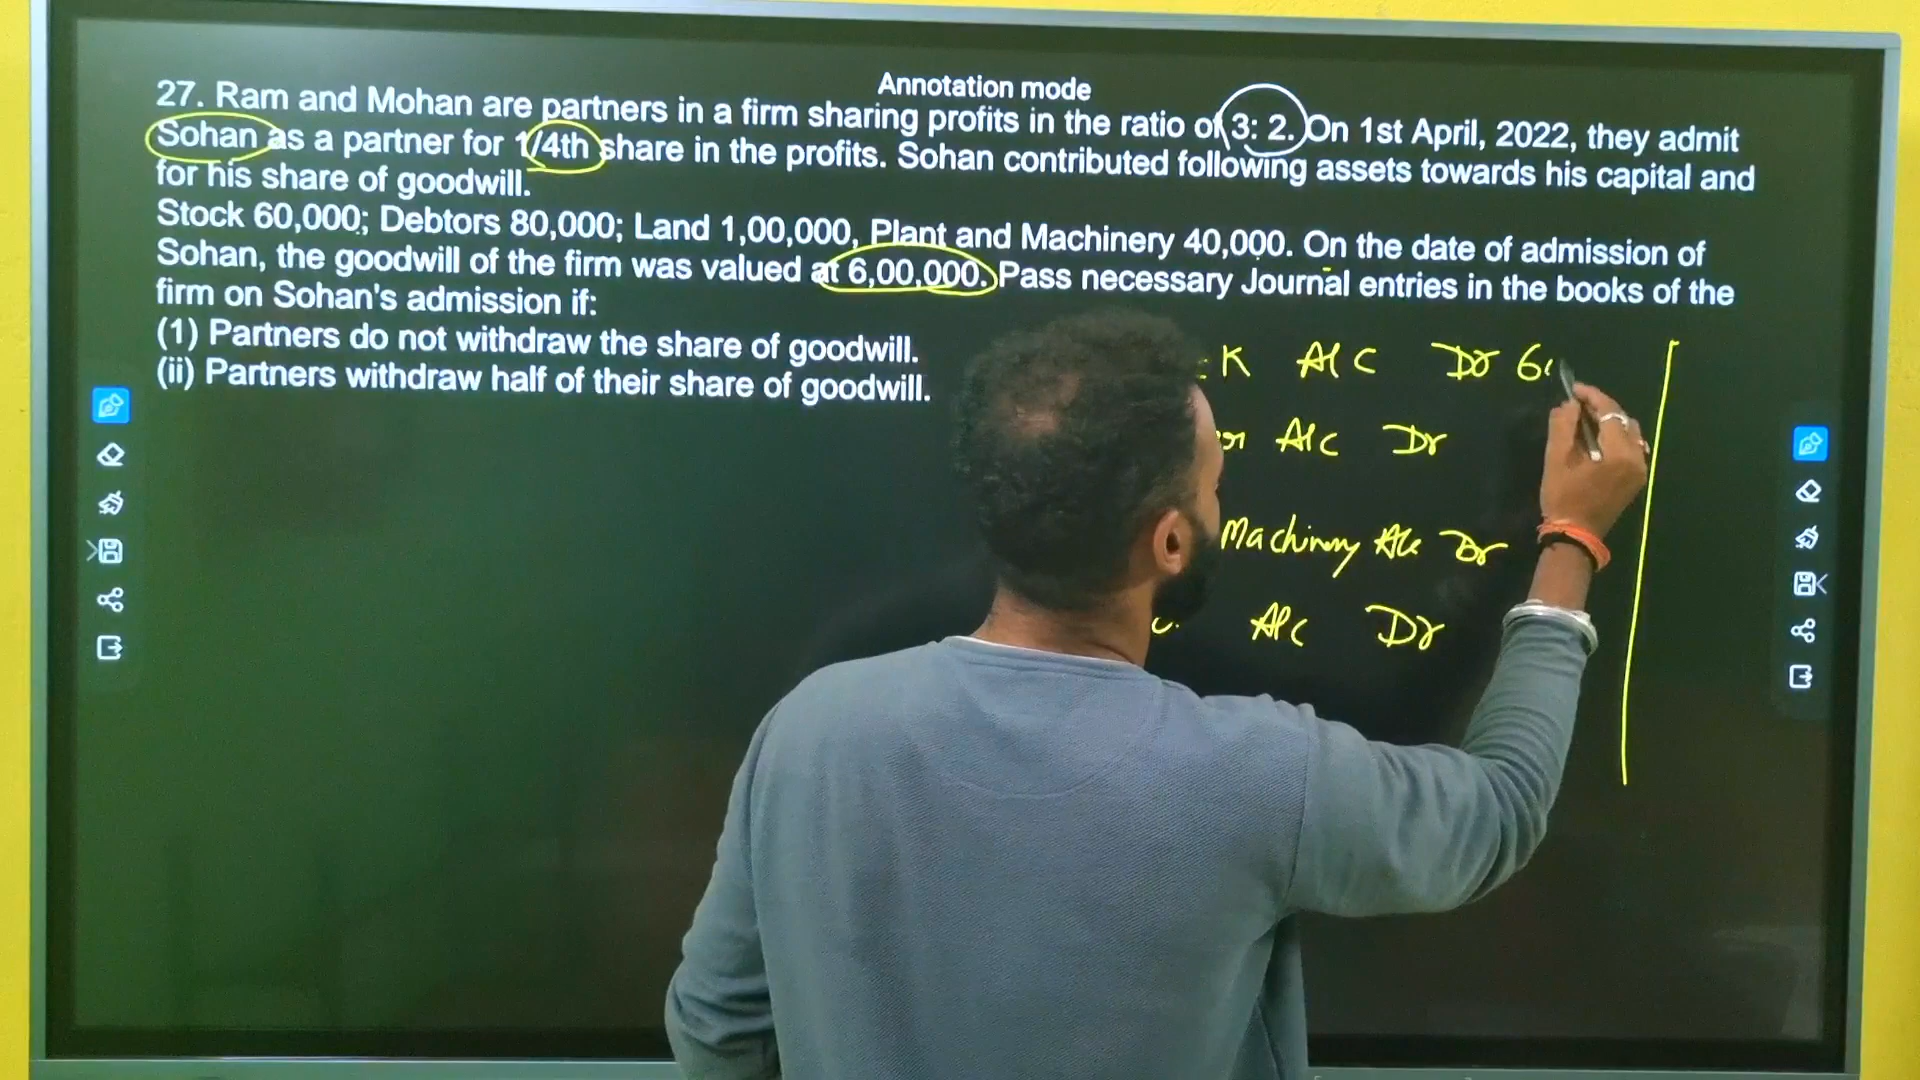 Annotation mode
27. Ram and Mohan are partners in a firm sharing profits in the ratio of 3: 2. On 1st April, 2022, they admit
Sohan as a partner for 1/4th share in the profits. Sohan contributed following assets towards his capital and
for his share of goodwill.
Stock 60,000; Debtors 80,000; Land 1,00,000, Plant and Machinery 40,000. On the date of admission of
Sohan, the goodwill of the firm was valued at 6,00,000. Pass necessary Journal entries in the books of the
firm on Sohan's admission if:
(1) Partners do not withdraw the share of goodwill.
(ii) Partners withdraw half of their share of goodwill.
K A/C Dr
A/C Dr
Machinery A/c Dr
A/C Dr